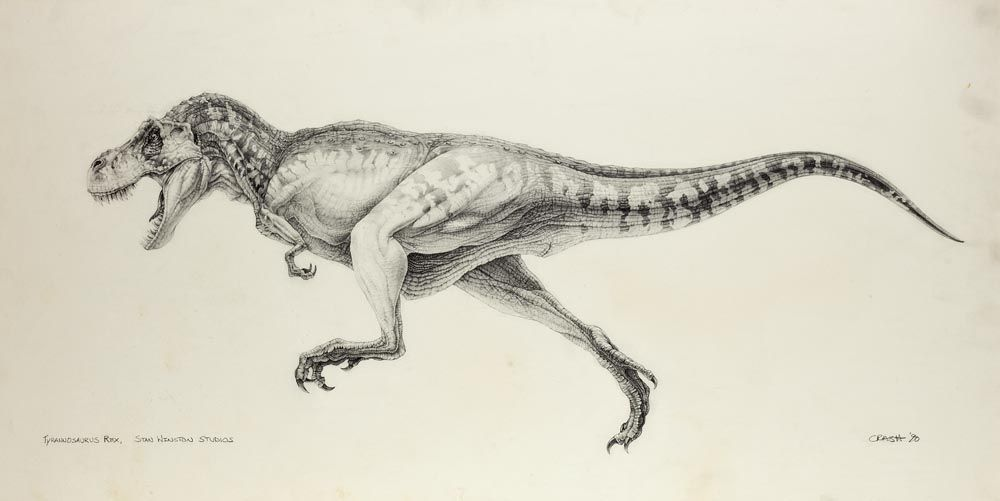 TYRANNOSAURUS REX, STAN WINSTON STUDIOS
CRASH '90